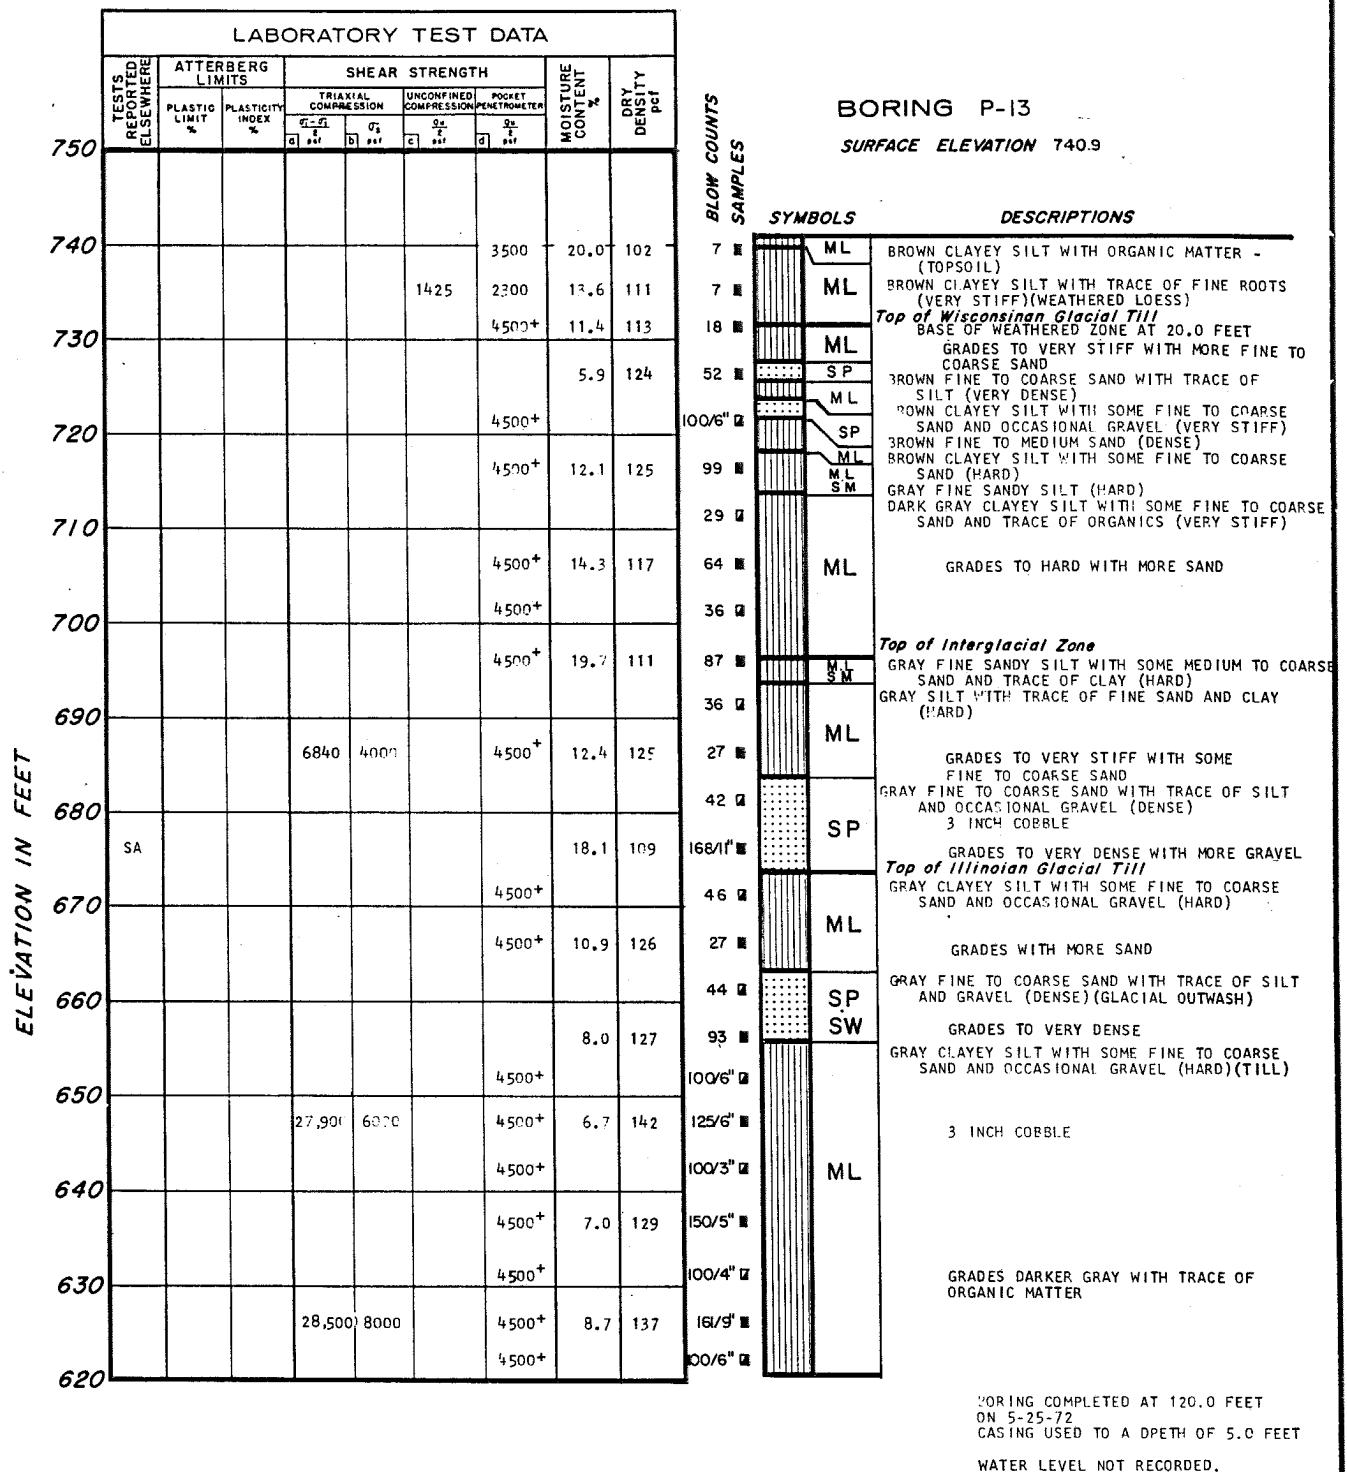 LABORATORY TEST DATA
TESTS REPORTED ELSEWHERE
ATTERBERG LIMITS
SHEAR STRENGTH
MOISTURE CONTENT %
DRY DENSITY pcf
PLASTIC LIMIT %
PLASTICITY INDEX %
TRIAXIAL COMPRESSION
UNCONFINED COMPRESSION
POCKET PENETROMETER
a psf
b psf
c psf
d psf
BLOW COUNTS
SAMPLES
BORING P-13
SURFACE ELEVATION 740.9
SYMBOLS
DESCRIPTIONS
ELEVATION IN FEET
750
740 3500 20.0 102 7 ML BROWN CLAYEY SILT WITH ORGANIC MATTER -
(TOPSOIL)
1425 2300 13.6 111 7 ML BROWN CLAYEY SILT WITH TRACE OF FINE ROOTS
(VERY STIFF)(WEATHERED LOESS)
Top of Wisconsinan Glacial Till
4500+ 11.4 113 18 BASE OF WEATHERED ZONE AT 20.0 FEET
730 ML GRADES TO VERY STIFF WITH MORE FINE TO
COARSE SAND
5.9 124 52 SP BROWN FINE TO COARSE SAND WITH TRACE OF
SILT (VERY DENSE)
ML BROWN CLAYEY SILT WITH SOME FINE TO COARSE
SAND AND OCCASIONAL GRAVEL (VERY STIFF)
720 4500+ 100/6" SP BROWN FINE TO MEDIUM SAND (DENSE)
ML BROWN CLAYEY SILT WITH SOME FINE TO COARSE
SAND (HARD)
4500+ 12.1 125 99 ML SM GRAY FINE SANDY SILT (HARD)
710 29 DARK GRAY CLAYEY SILT WITH SOME FINE TO COARSE
SAND AND TRACE OF ORGANICS (VERY STIFF)
4500+ 14.3 117 64 ML GRADES TO HARD WITH MORE SAND
700 4500+ 36
Top of Interglacial Zone
4500+ 19.7 111 87 ML SM GRAY FINE SANDY SILT WITH SOME MEDIUM TO COARSE
SAND AND TRACE OF CLAY (HARD)
690 36 GRAY SILT WITH TRACE OF FINE SAND AND CLAY
(HARD)
ML
6840 4000 4500+ 12.4 125 27 GRADES TO VERY STIFF WITH SOME
FINE TO COARSE SAND
680 42 GRAY FINE TO COARSE SAND WITH TRACE OF SILT
AND OCCASIONAL GRAVEL (DENSE)
SP 3 INCH COBBLE
SA 18.1 109 168/11" GRADES TO VERY DENSE WITH MORE GRAVEL
Top of Illinoian Glacial Till
670 4500+ 46 GRAY CLAYEY SILT WITH SOME FINE TO COARSE
SAND AND OCCASIONAL GRAVEL (HARD)
ML
4500+ 10.9 126 27 GRADES WITH MORE SAND
660 44 SP SW GRAY FINE TO COARSE SAND WITH TRACE OF SILT
AND GRAVEL (DENSE)(GLACIAL OUTWASH)
8.0 127 93 GRADES TO VERY DENSE
GRAY CLAYEY SILT WITH SOME FINE TO COARSE
SAND AND OCCASIONAL GRAVEL (HARD)(TILL)
650 4500+ 100/6"
27,900 6000 4500+ 6.7 142 125/6" 3 INCH COBBLE
640 4500+ 100/3" ML
4500+ 7.0 129 150/5"
630 4500+ 100/4" GRADES DARKER GRAY WITH TRACE OF
ORGANIC MATTER
28,500 8000 4500+ 8.7 137 161/9"
620 4500+ 100/6"
BORING COMPLETED AT 120.0 FEET
ON 5-25-72
CASING USED TO A DPETH OF 5.0 FEET
WATER LEVEL NOT RECORDED.